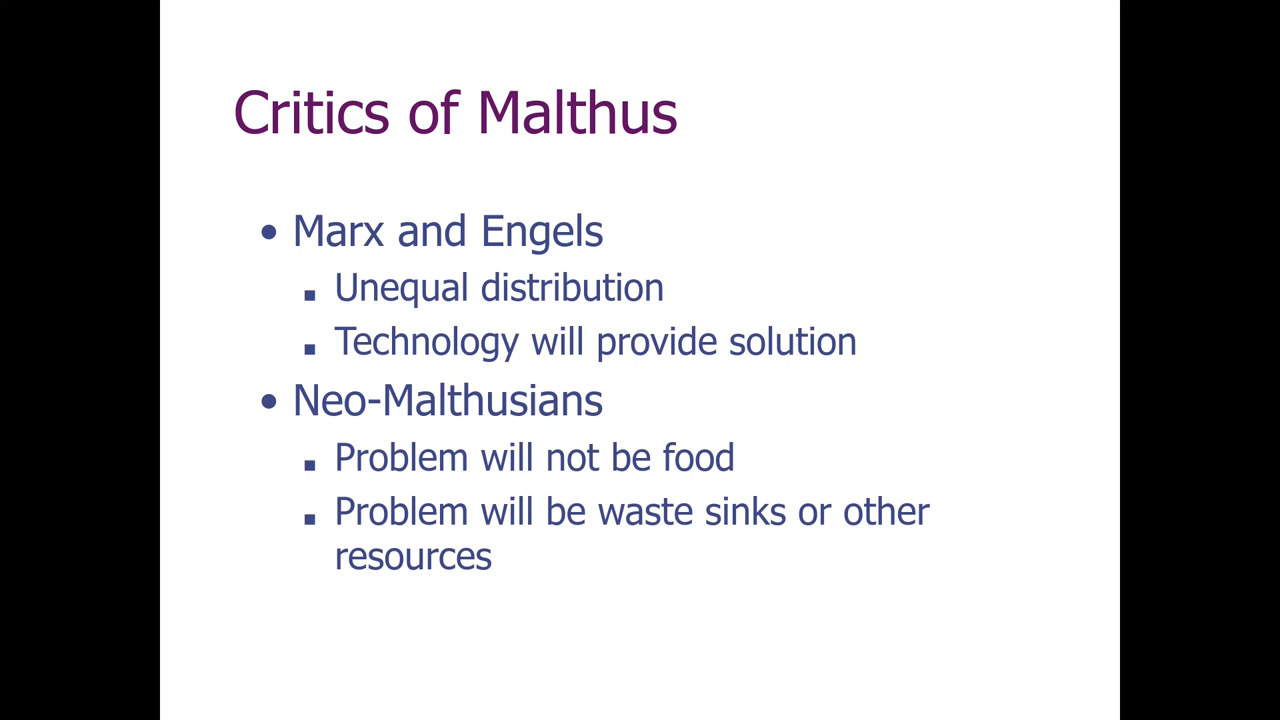 Critics of Malthus
• Marx and Engels
▪ Unequal distribution
▪ Technology will provide solution
• Neo-Malthusians
▪ Problem will not be food
▪ Problem will be waste sinks or other
resources